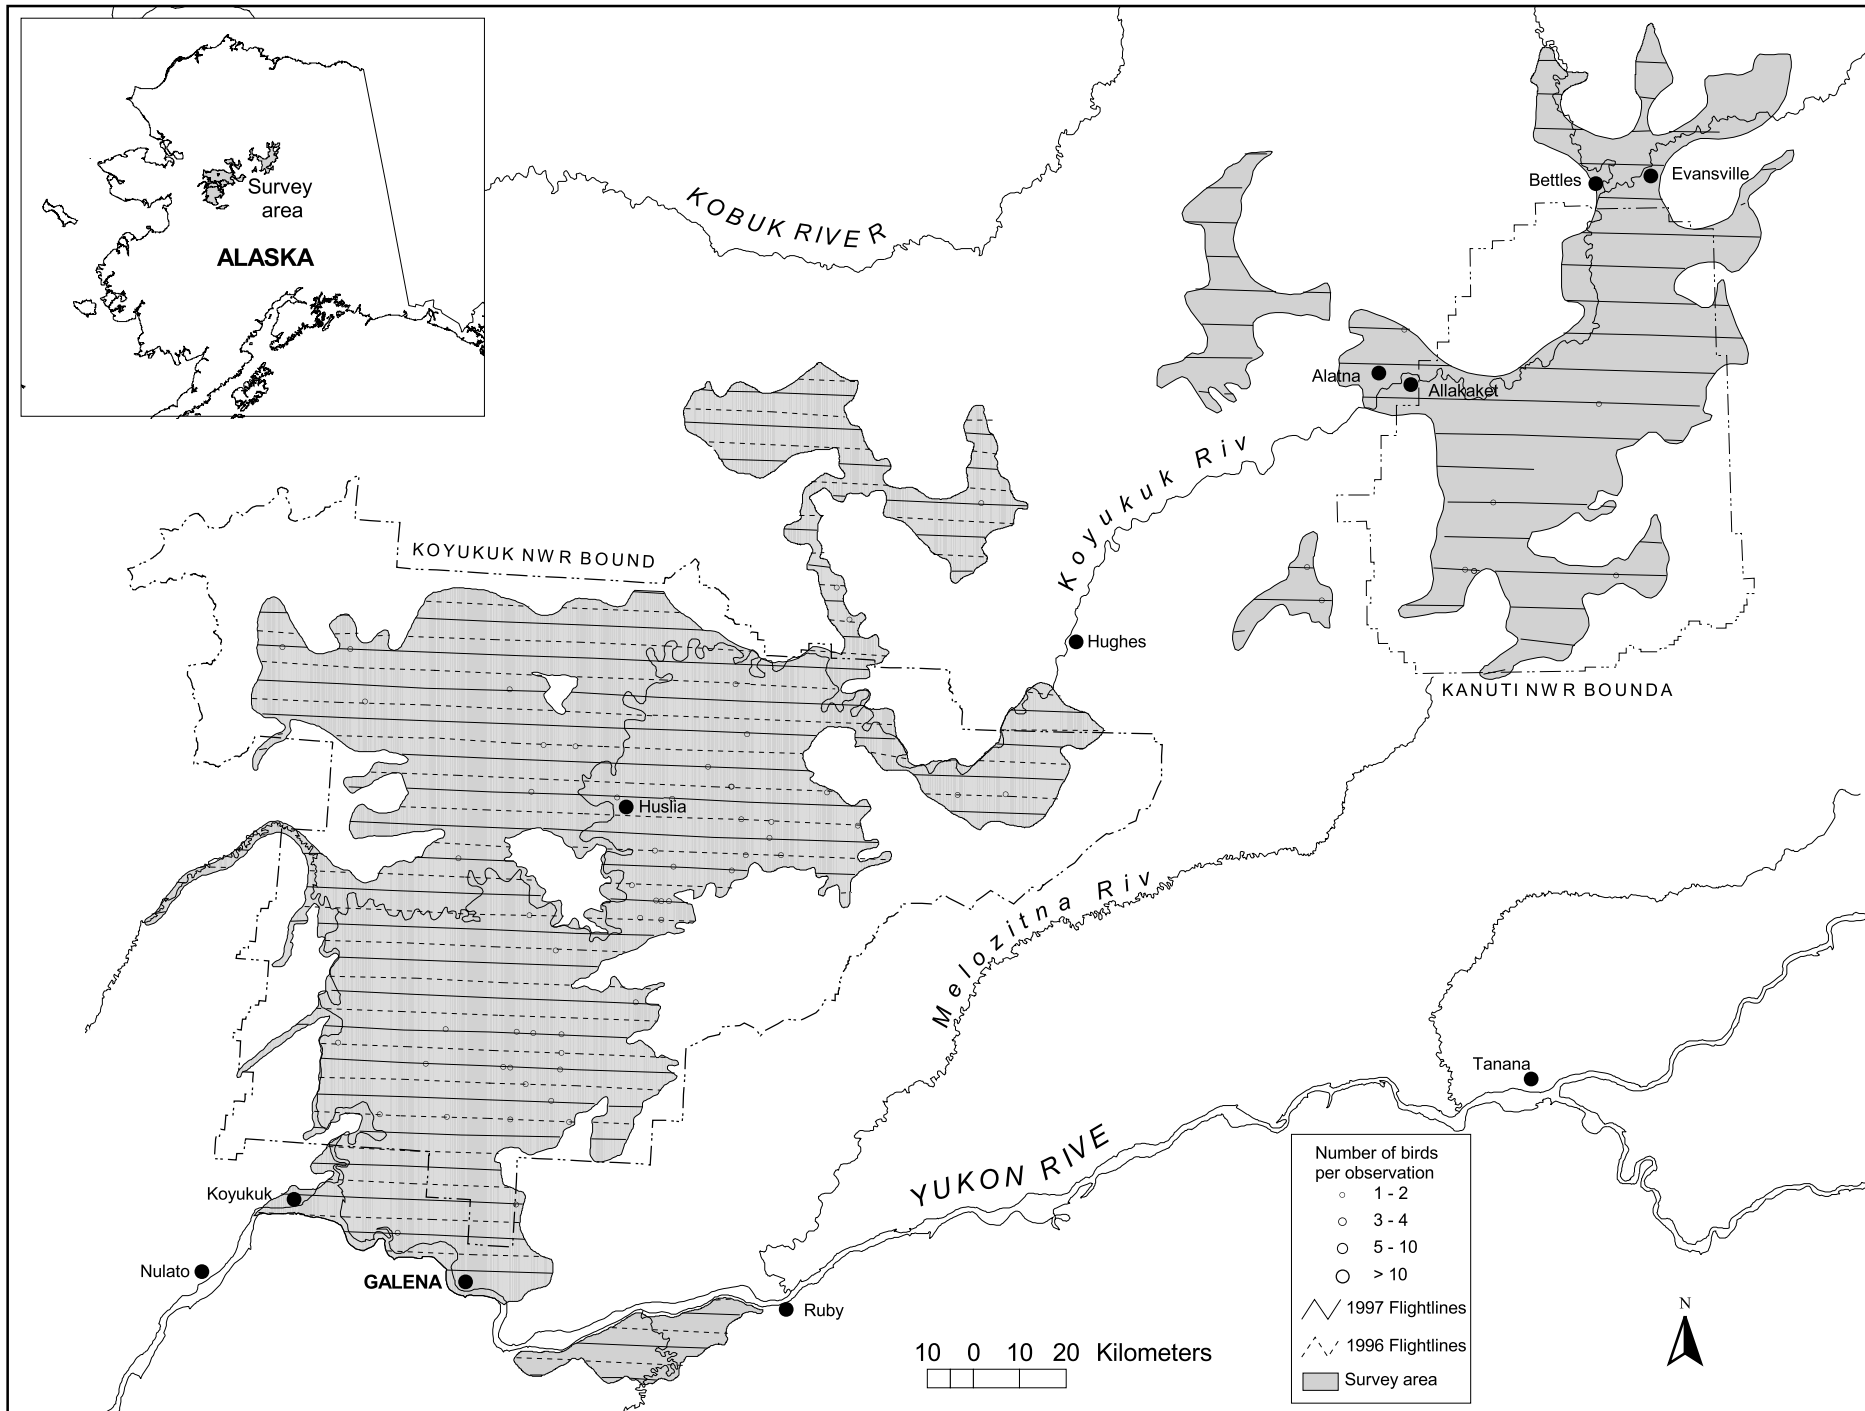 Survey
area
ALASKA
KOBUK RIVER
Bettles
Evansville
Alatna
Allakaket
Koyukuk Riv
KOYUKUK NWR BOUND
Hughes
KANUTI NWR BOUNDA
Huslia
Melozitna Riv
Tanana
YUKON RIVE
Koyukuk
Nulato
GALENA
Ruby
Number of birds
per observation
1 - 2
3 - 4
5 - 10
> 10
1997 Flightlines
1996 Flightlines
Survey area
10 0 10 20 Kilometers
N